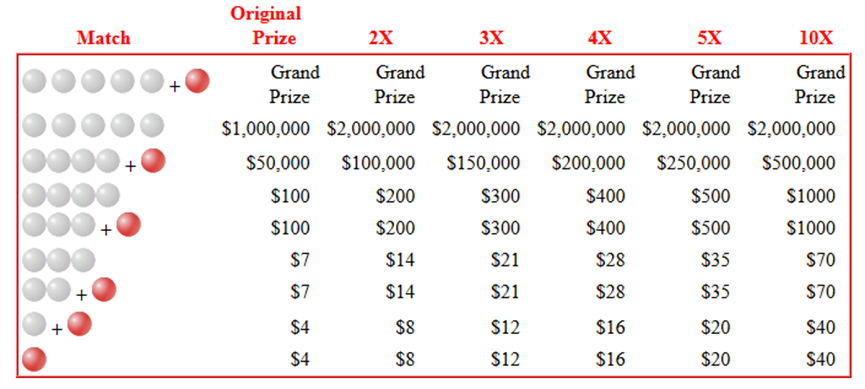 Original
Match Prize 2X 3X 4X 5X 10X
Grand Grand Grand Grand Grand Grand
+ Prize Prize Prize Prize Prize Prize
$1,000,000 $2,000,000 $2,000,000 $2,000,000 $2,000,000 $2,000,000
+ $50,000 $100,000 $150,000 $200,000 $250,000 $500,000
$100 $200 $300 $400 $500 $1000
+ $100 $200 $300 $400 $500 $1000
$7 $14 $21 $28 $35 $70
+ $7 $14 $21 $28 $35 $70
+ $4 $8 $12 $16 $20 $40
$4 $8 $12 $16 $20 $40